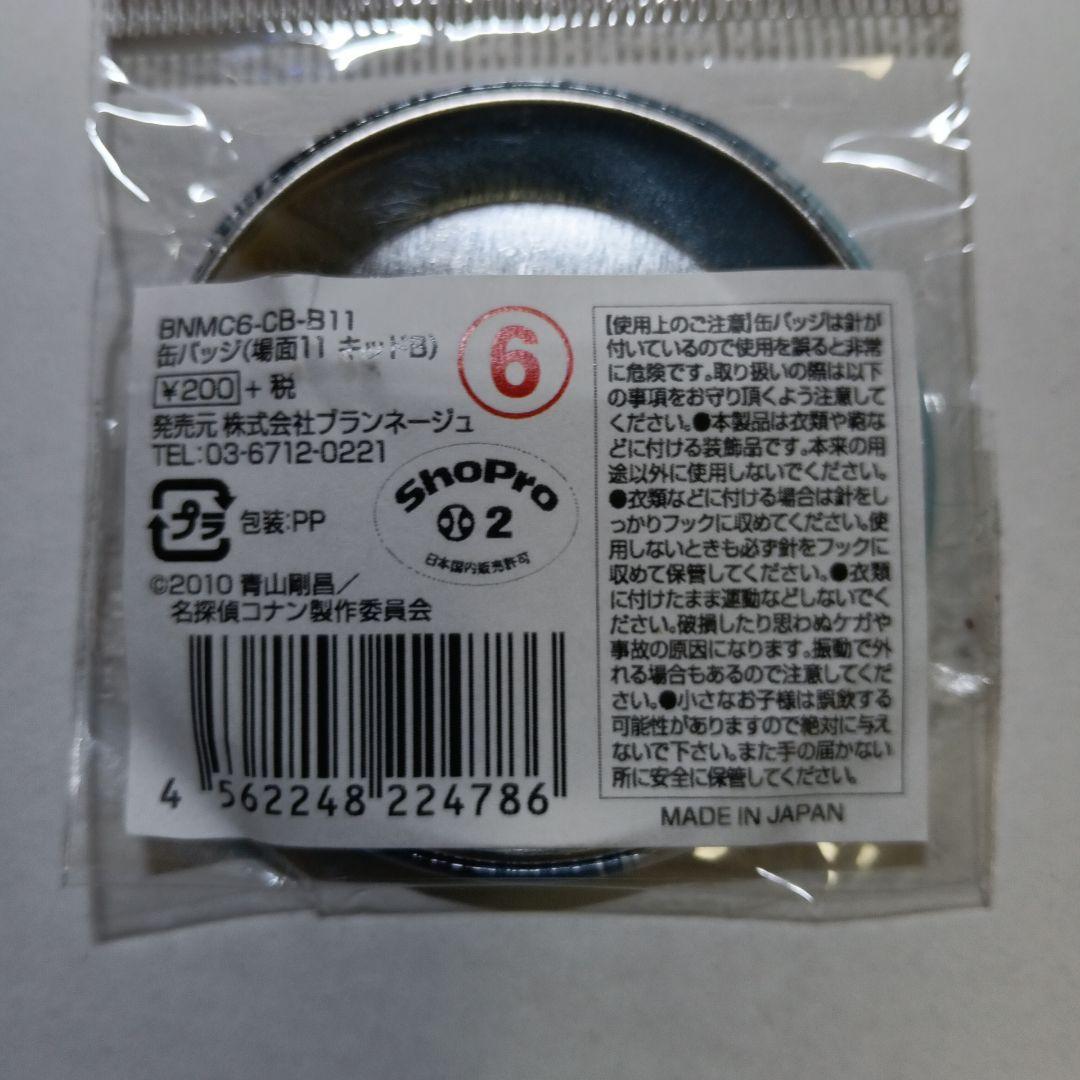 BNMC6-CB-B11
缶バッジ(場面11 キッドB)
¥200 + 税
発売元 株式会社ブランネージュ
TEL:03-6712-0221
6
プラ 包装:PP
ShoPro
2
日本国内販売許可
©2010 青山剛昌/
名探偵コナン製作委員会
4 562248 224786
【使用上のご注意】缶バッジは針が
付いているので使用を誤ると非常
に危険です。取り扱いの際は以下
の事項をお守り頂くよう注意して
ください。●本製品は衣類や鞄な
どに付ける装飾品です。本来の用
途以外に使用しないでください。
●衣類などに付ける場合は針をし
っかりフックに収めてください。使
用しないときも必ず針をフックに
収めて保管してください。●衣類
に付けたまま運動などしないでく
ださい。破損したり思わぬケガや
事故の原因になります。振動で外
れる場合もあるので注意してくだ
さい。●小さなお子様は誤飲する
可能性がありますので絶対に与え
ないで下さい。また手の届かない
所に安全に保管してください。
MADE IN JAPAN